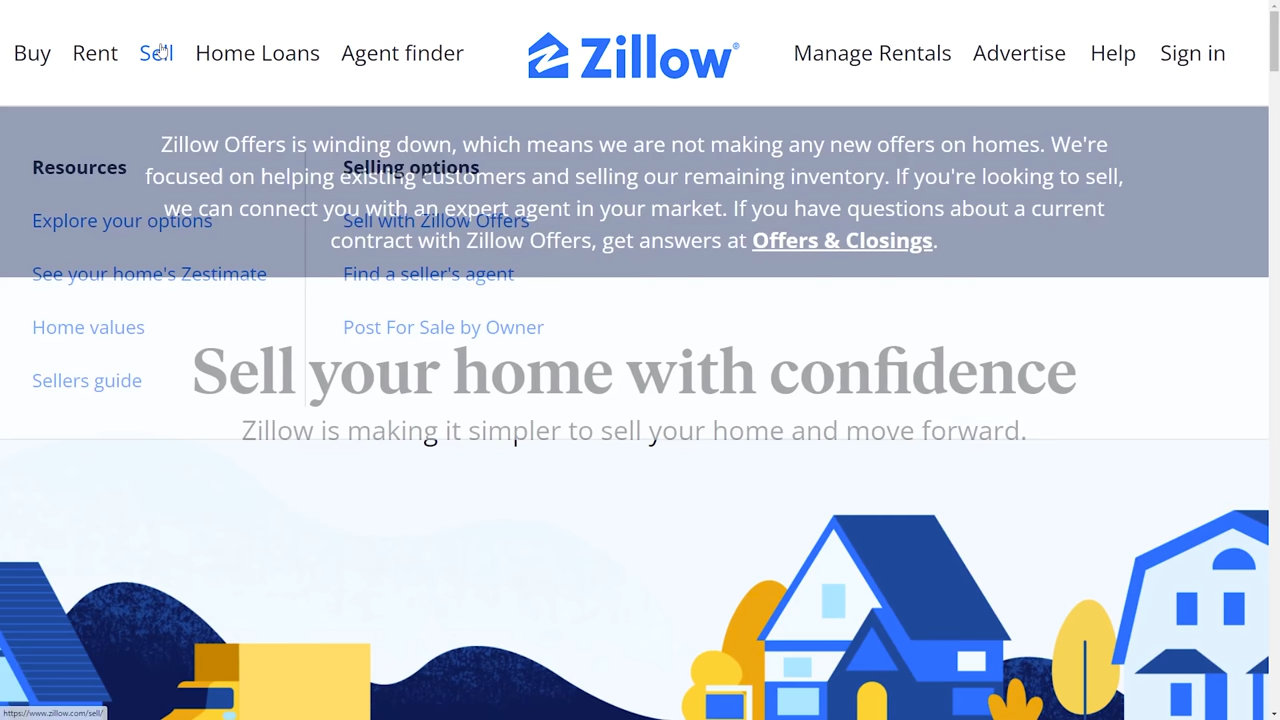 Buy Rent Sell Home Loans Agent finder Zillow® Manage Rentals Advertise Help Sign in
Zillow Offers is winding down, which means we are not making any new offers on homes. We're
focused on helping existing customers and selling our remaining inventory. If you're looking to sell,
we can connect you with an expert agent in your market. If you have questions about a current
contract with Zillow Offers, get answers at Offers & Closings.
Resources
Explore your options
See your home's Zestimate
Home values
Sellers guide
Selling options
Sell with Zillow Offers
Find a seller's agent
Post For Sale by Owner
Sell your home with confidence
Zillow is making it simpler to sell your home and move forward.
https://www.zillow.com/sell/